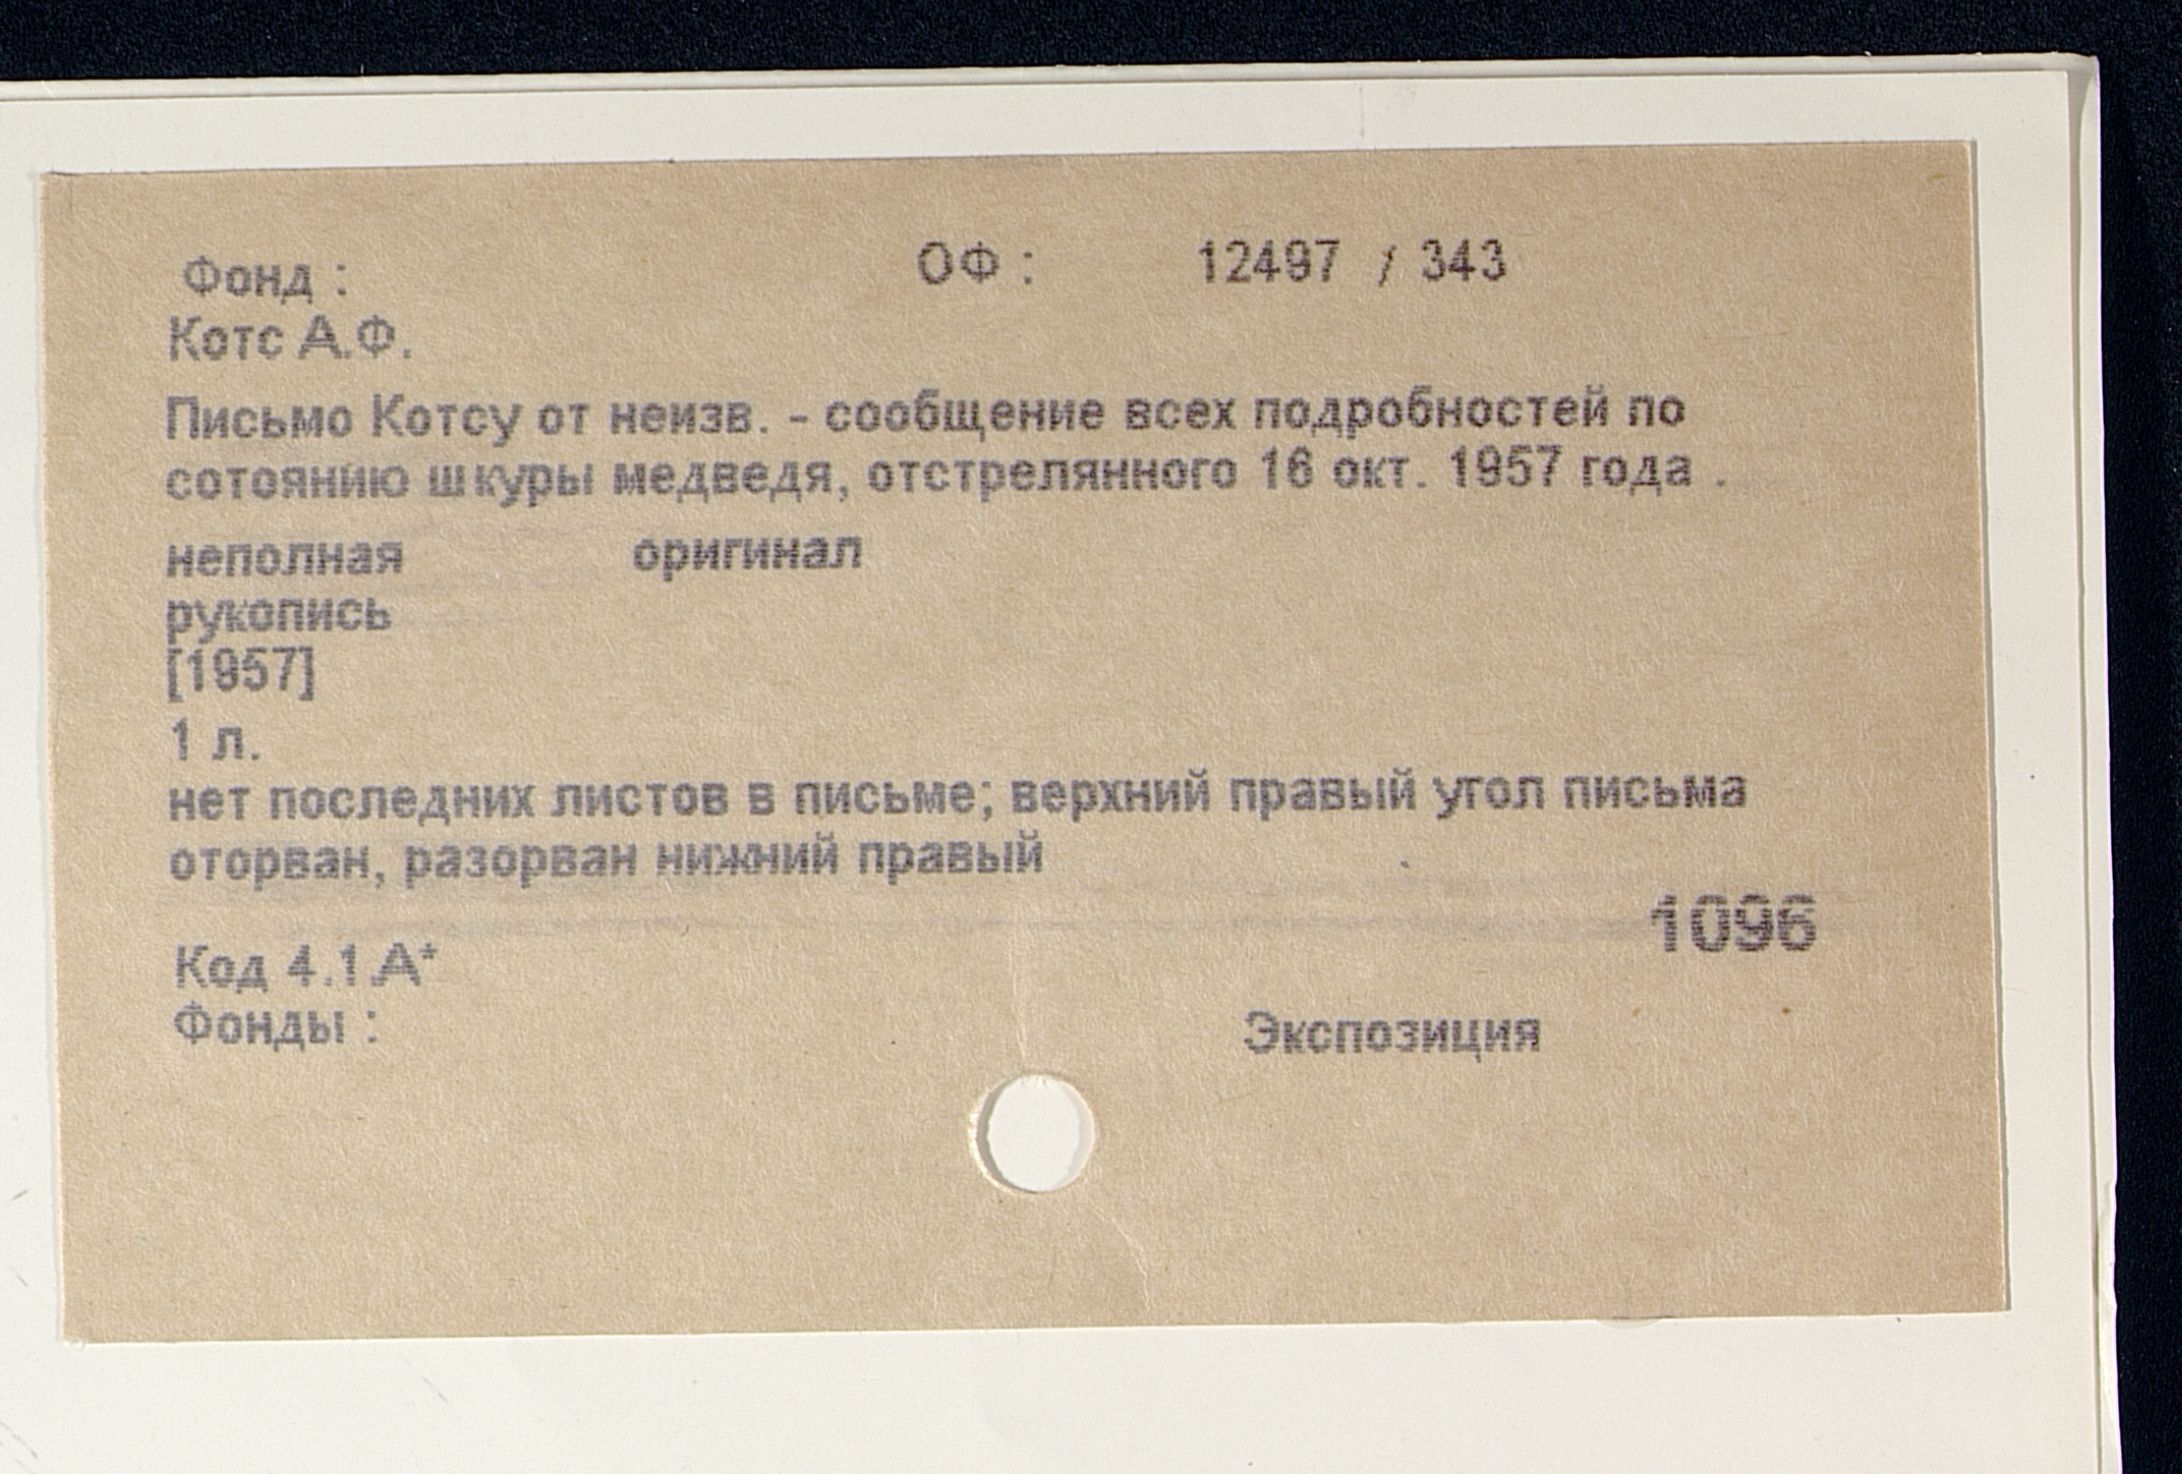 Фонд : ОФ : 12497 / 343
Котс А.Ф.
Письмо Котсу от неизв. - сообщение всех подробностей по
сотоянию шкуры медведя, отстрелянного 16 окт. 1957 года .
неполная оригинал
рукопись
[1957]
1 л.
нет последних листов в письме; верхний правый угол письма
оторван, разорван нижний правый
1096
Код 4.1.А+
Фонды : Экспозиция